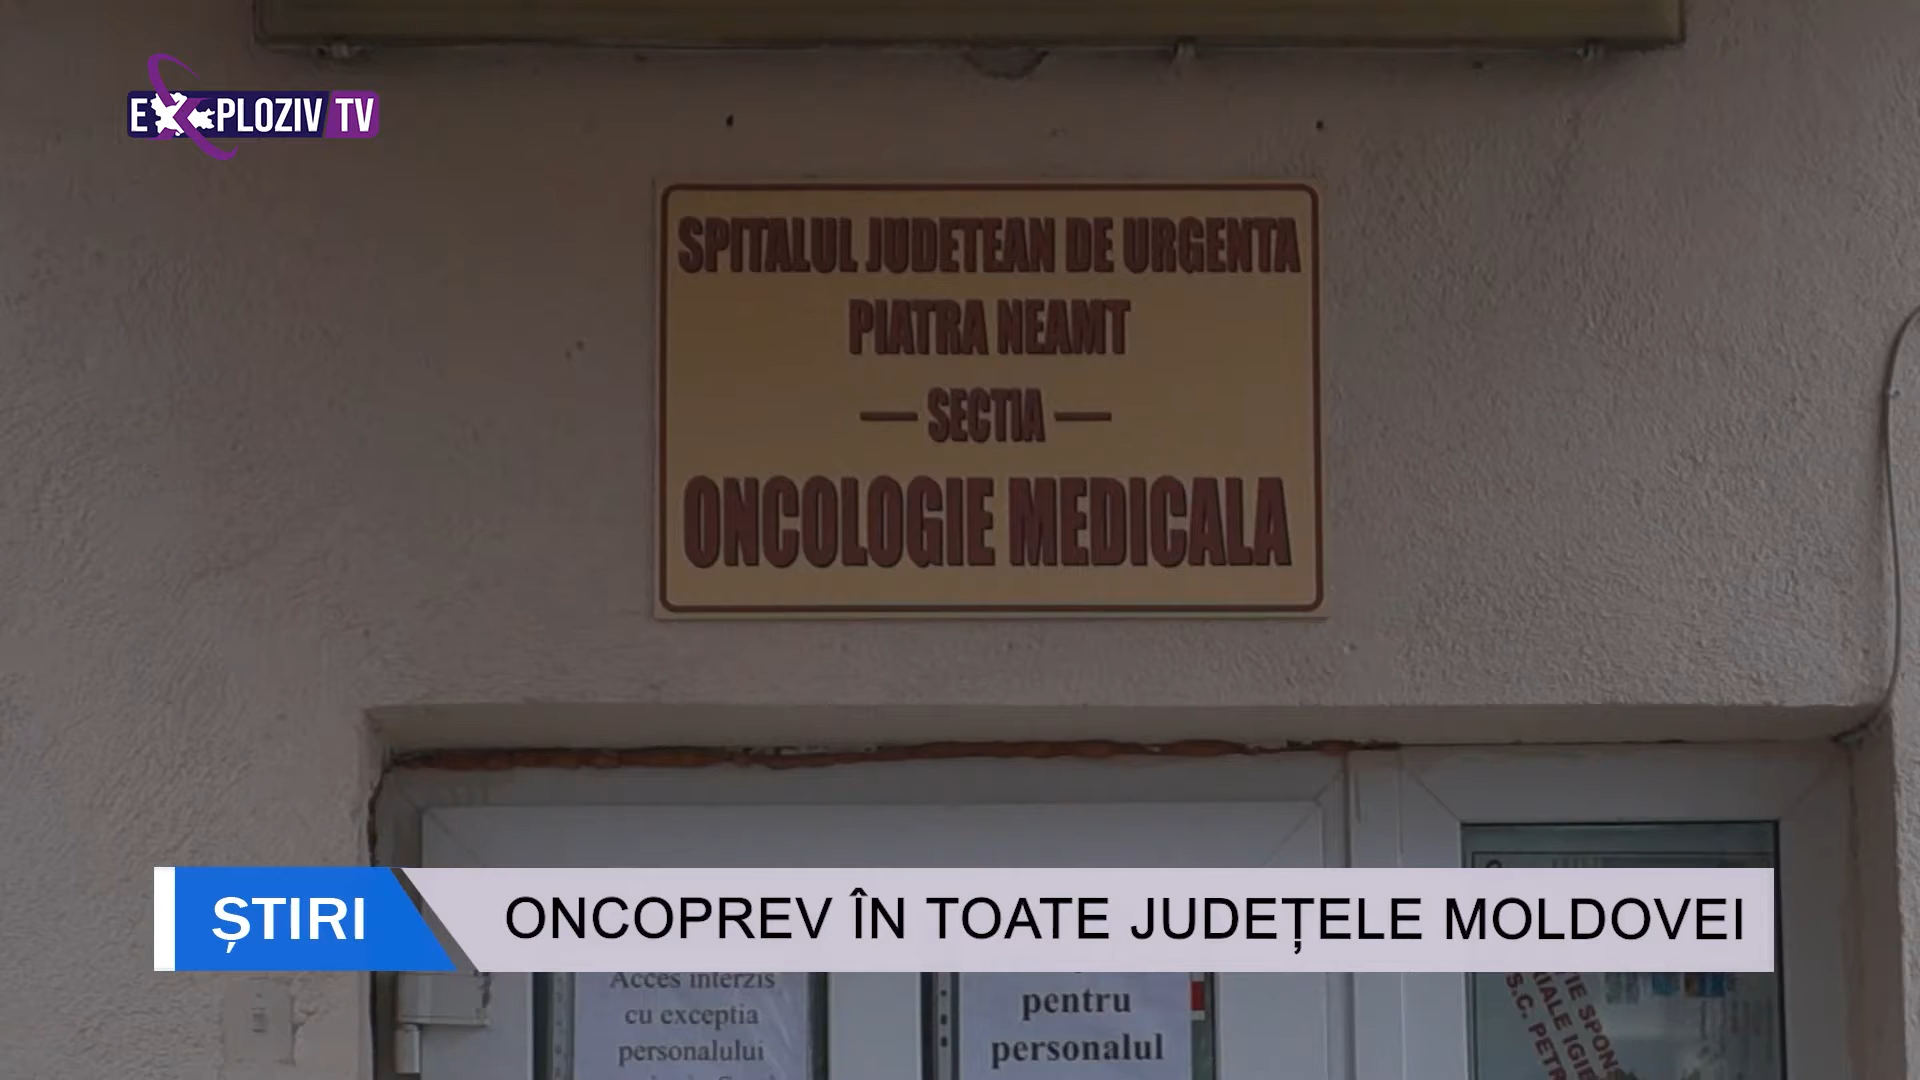 EXPLOZIV TV
SPITALUL JUDETEAN DE URGENTA
PIATRA NEAMT
— SECTIA —
ONCOLOGIE MEDICALA
ȘTIRI
ONCOPREV ÎN TOATE JUDEȚELE MOLDOVEI
Acces interzis
cu exceptia
personalului
pentru
personalul
S.C. PETR